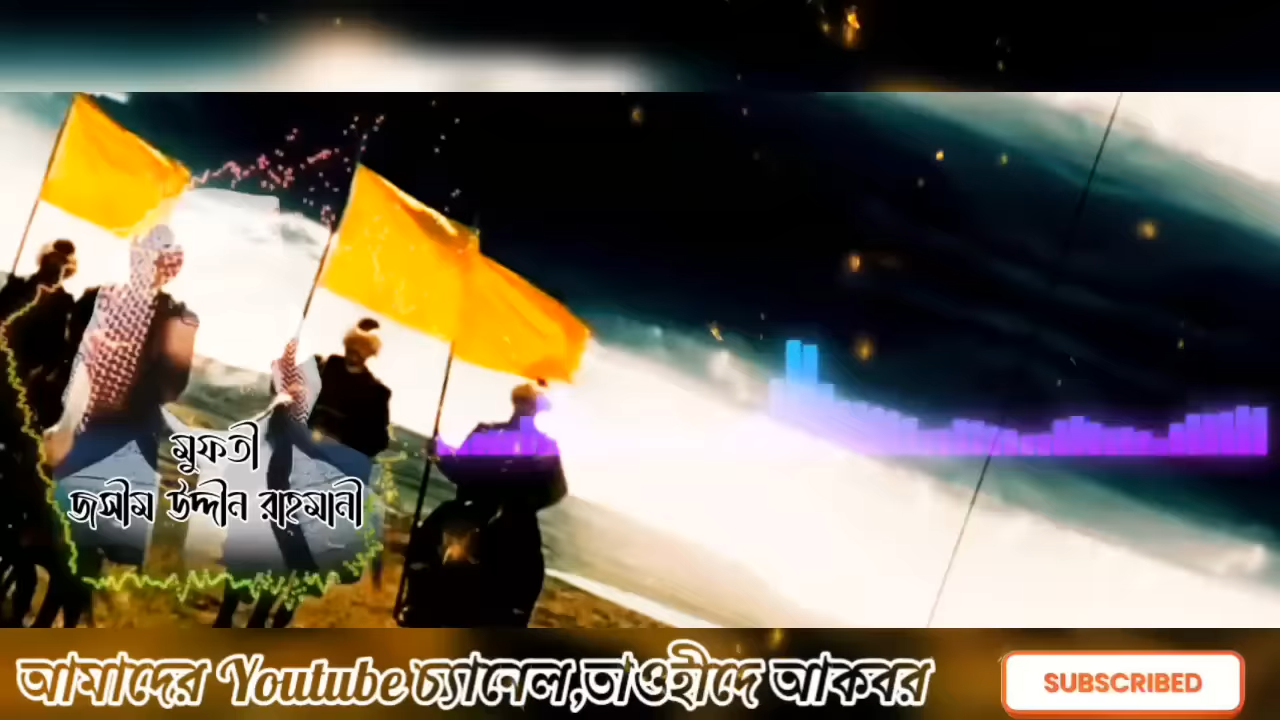 মুফতী
জসীম উদ্দীন রাহমানী
আমাদের Youtube চ্যানেল,তাওহীদে আকবর
SUBSCRIBED